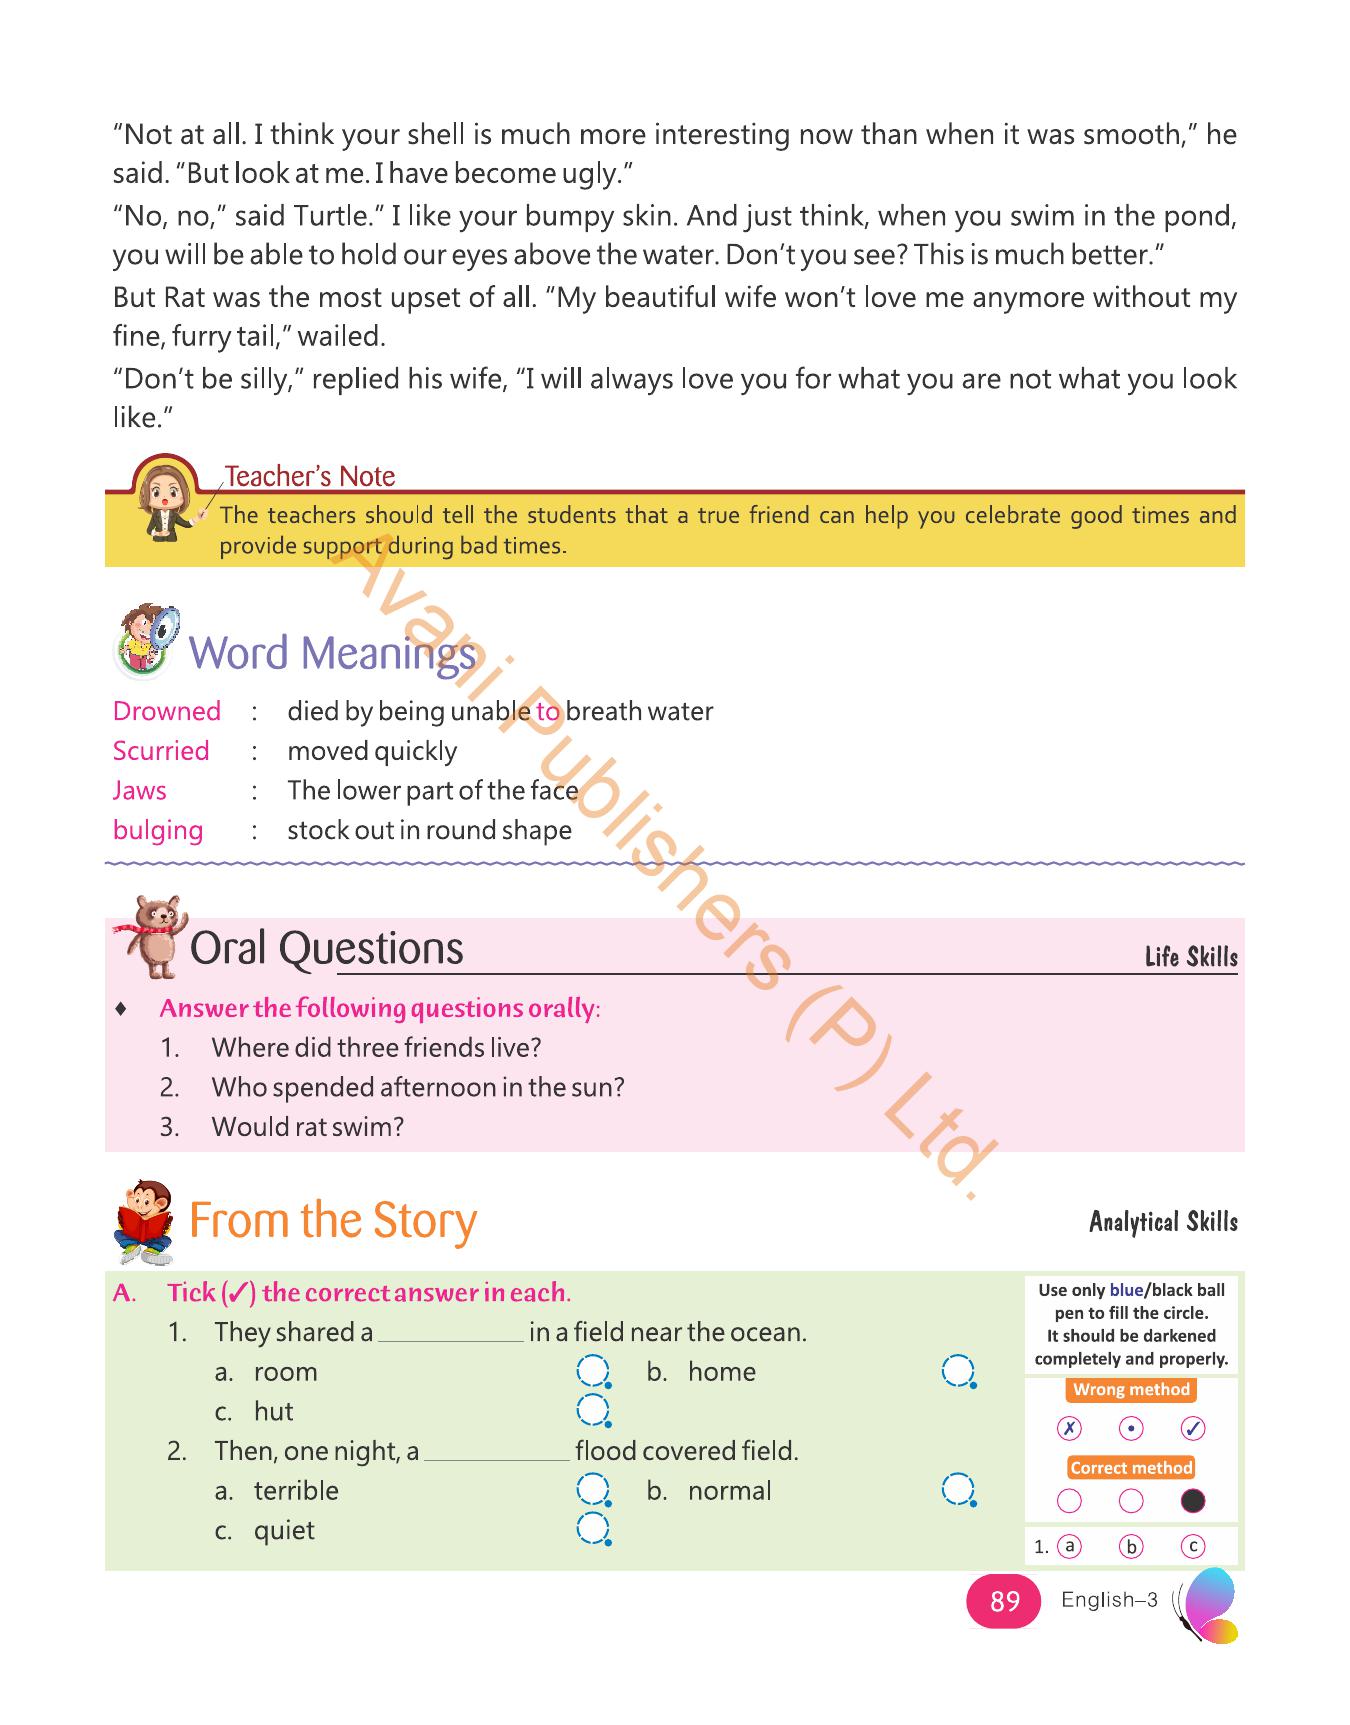 “Not at all. I think your shell is much more interesting now than when it was smooth,” he
said. “But look at me. I have become ugly.”
“No, no,” said Turtle.” I like your bumpy skin. And just think, when you swim in the pond,
you will be able to hold our eyes above the water. Don’t you see? This is much better.”
But Rat was the most upset of all. “My beautiful wife won’t love me anymore without my
fine, furry tail,” wailed.
“Don’t be silly,” replied his wife, “I will always love you for what you are not what you look
like.”
Teacher’s Note
The teachers should tell the students that a true friend can help you celebrate good times and
provide support during bad times.
Word Meanings
Drowned : died by being unable to breath water
Scurried : moved quickly
Jaws : The lower part of the face
bulging : stock out in round shape
Oral Questions
Life Skills
♦ Answer the following questions orally:
1. Where did three friends live?
2. Who spended afternoon in the sun?
3. Would rat swim?
From the Story
Analytical Skills
A. Tick (✓) the correct answer in each.
1. They shared a ____________ in a field near the ocean.
a. room b. home
c. hut
2. Then, one night, a ____________ flood covered field.
a. terrible b. normal
c. quiet
Use only blue/black ball
pen to fill the circle.
It should be darkened
completely and properly.
Wrong method
✗ • ✓
Correct method
1. a b c
89 English–3
Avani Publishers (P) Ltd.